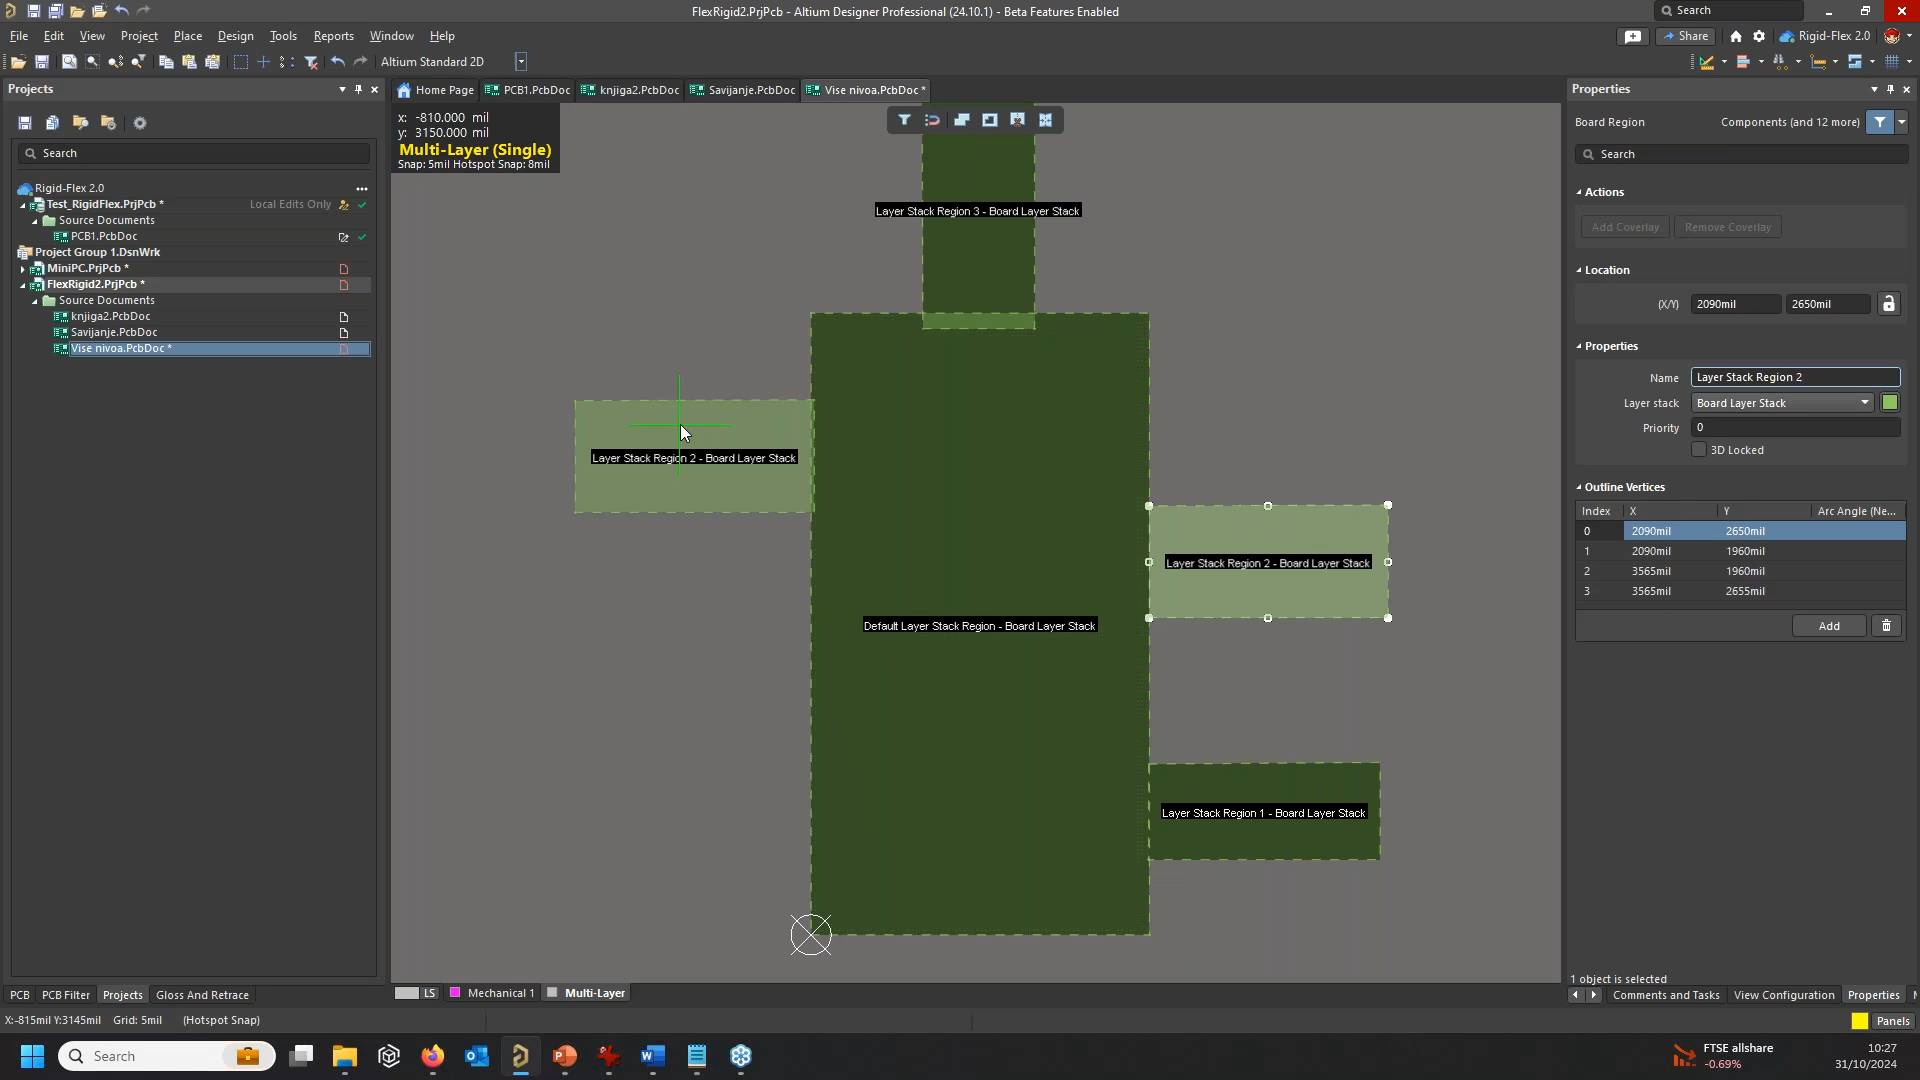 FlexRigid2.PrjPcb - Altium Designer Professional (24.10.1) - Beta Features Enabled
Search
File Edit View Project Place Design Tools Reports Window Help
Share
Rigid-Flex 2.0
Altium Standard 2D
Projects
Search
Rigid-Flex 2.0
Test_RigidFlex.PrjPcb * Local Edits Only
Source Documents
PCB1.PcbDoc
Project Group 1.DsnWrk
MiniPC.PrjPcb *
FlexRigid2.PrjPcb *
Source Documents
knjiga2.PcbDoc
Savijanje.PcbDoc
Vise nivoa.PcbDoc *
PCB PCB Filter Projects Gloss And Retrace
Home Page PCB1.PcbDoc knjiga2.PcbDoc Savijanje.PcbDoc Vise nivoa.PcbDoc *
x: -810.000 mil
y: 3150.000 mil
Multi-Layer (Single)
Snap: 5mil Hotspot Snap: 8mil
Layer Stack Region 3 - Board Layer Stack
Layer Stack Region 2 - Board Layer Stack
Layer Stack Region 2 - Board Layer Stack
Default Layer Stack Region - Board Layer Stack
Layer Stack Region 1 - Board Layer Stack
LS Mechanical 1 Multi-Layer
Properties
Board Region Components (and 12 more)
Search
Actions
Add Coverlay Remove Coverlay
Location
(X/Y) 2090mil 2650mil
Properties
Name Layer Stack Region 2
Layer stack Board Layer Stack
Priority 0
3D Locked
Outline Vertices
Index X Y Arc Angle (Ne...
0 2090mil 2650mil
1 2090mil 1960mil
2 3565mil 1960mil
3 3565mil 2655mil
Add
1 object is selected
Comments and Tasks View Configuration Properties
X:-815mil Y:3145mil Grid: 5mil (Hotspot Snap)
Panels
Search
FTSE allshare
-0.69%
10:27
31/10/2024